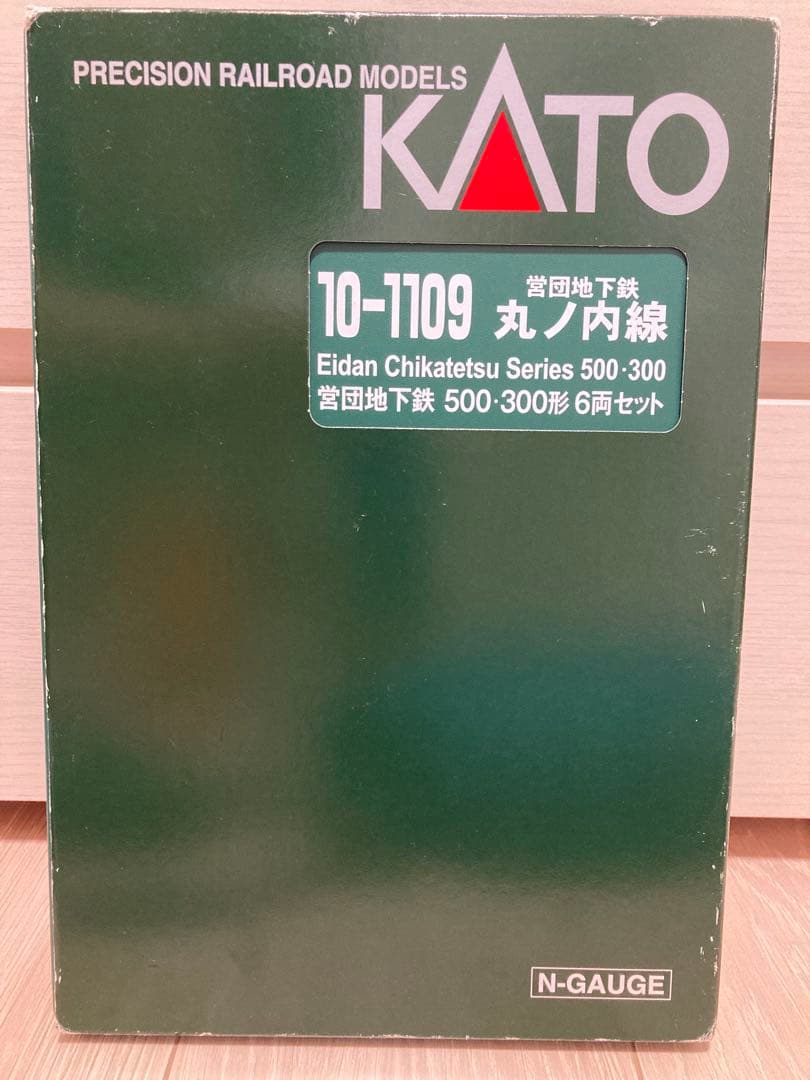 PRECISION RAILROAD MODELS
KATO
10-1109
営団地下鉄
丸ノ内線
Eidan Chikatetsu Series 500・300
営団地下鉄 500・300形 6両セット
N-GAUGE